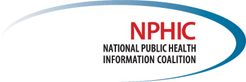 NPHIC
NATIONAL PUBLIC HEALTH
INFORMATION COALITION